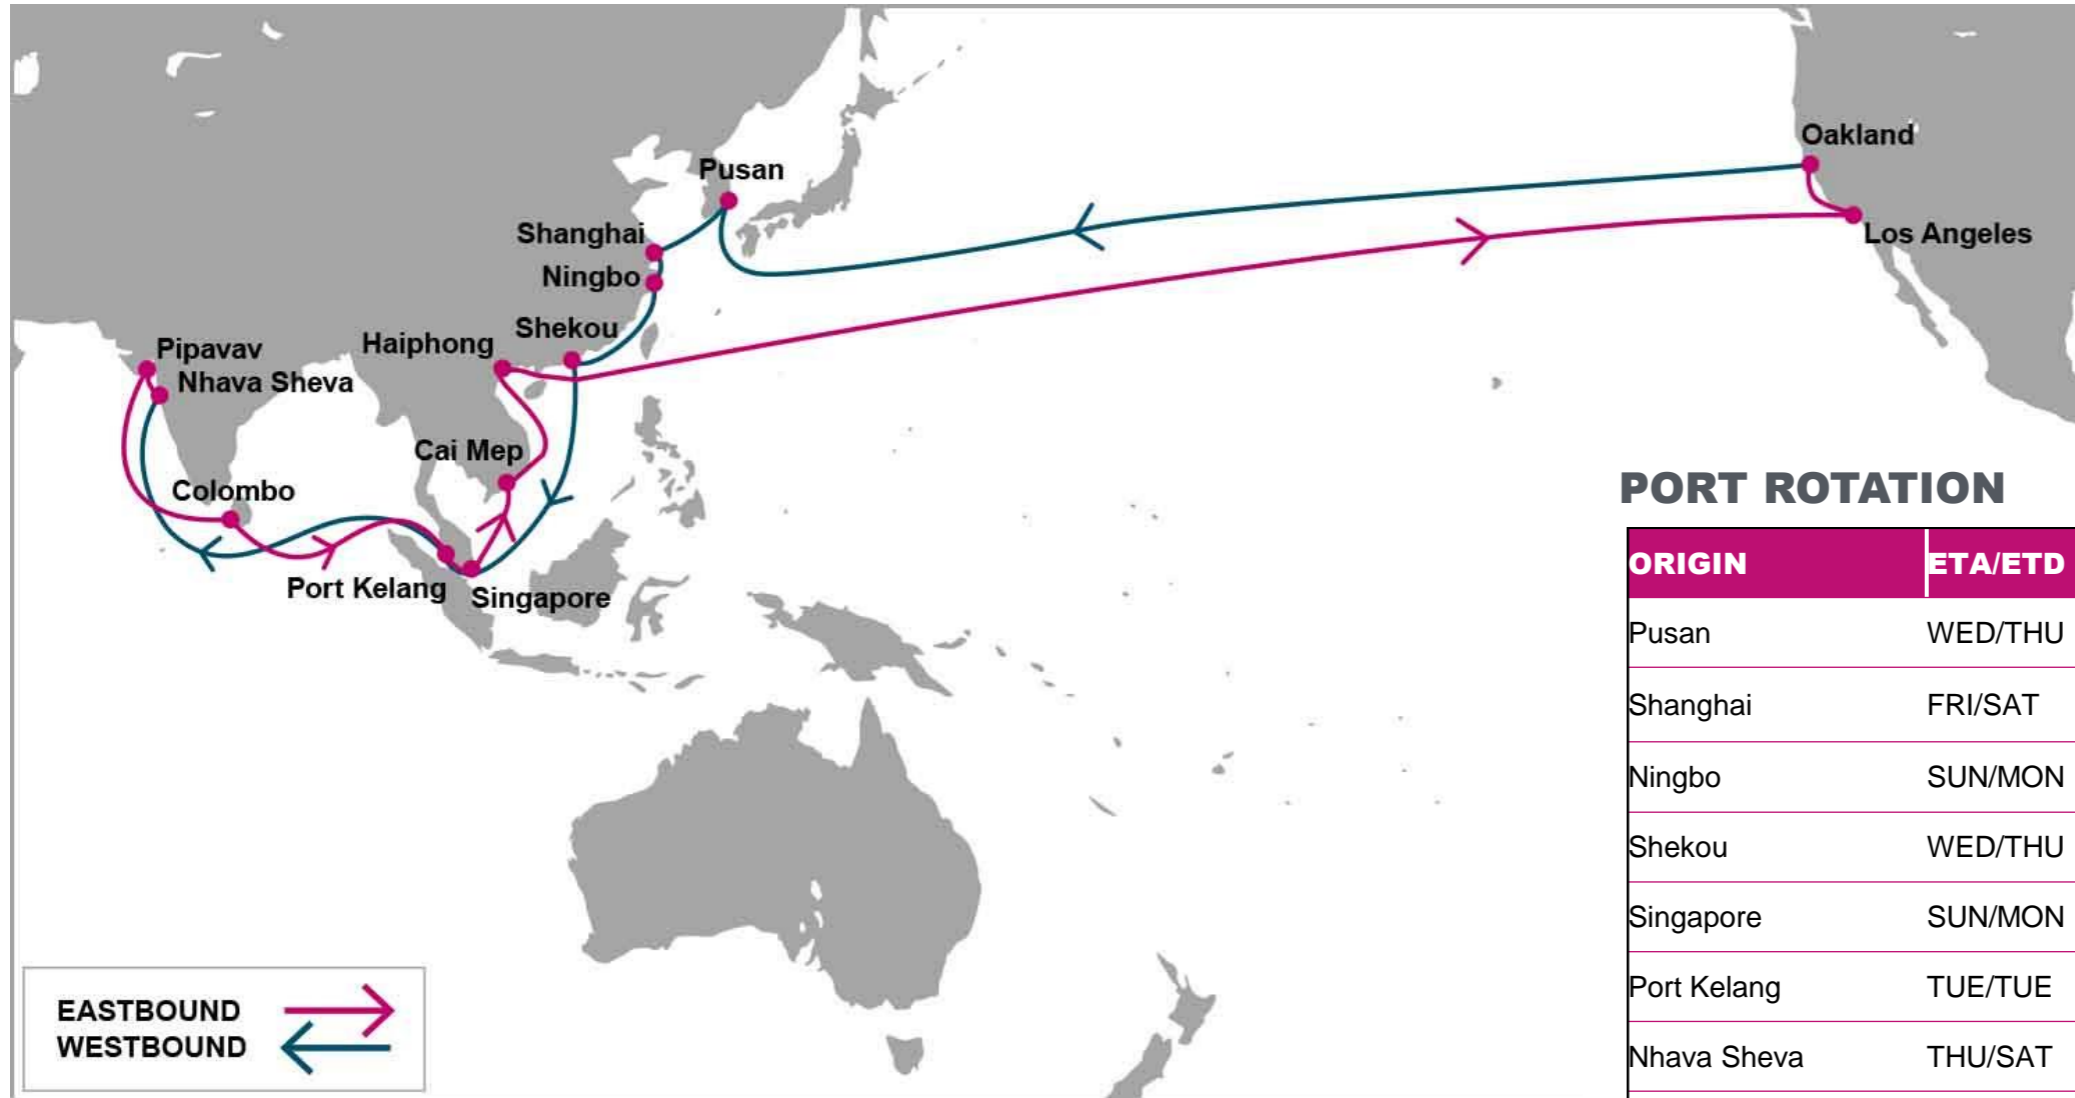 Oakland
Pusan
Shanghai
Los Angeles
Ningbo
Shekou
Haiphong
Pipavav
Nhava Sheva
Cai Mep
Colombo
Port Kelang
Singapore
EASTBOUND
WESTBOUND
PORT ROTATION
ORIGIN ETA/ETD
Pusan WED/THU
Shanghai FRI/SAT
Ningbo SUN/MON
Shekou WED/THU
Singapore SUN/MON
Port Kelang TUE/TUE
Nhava Sheva THU/SAT